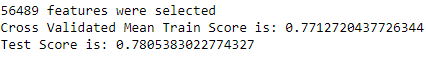 56489 features were selected
Cross Validated Mean Train Score is: 0.7712720437726344
Test Score is: 0.7805383022774327